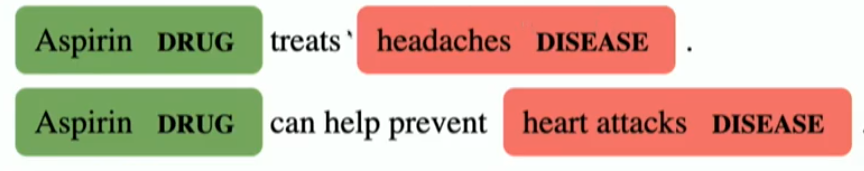 Aspirin DRUG treats ` headaches DISEASE .
Aspirin DRUG can help prevent heart attacks DISEASE .